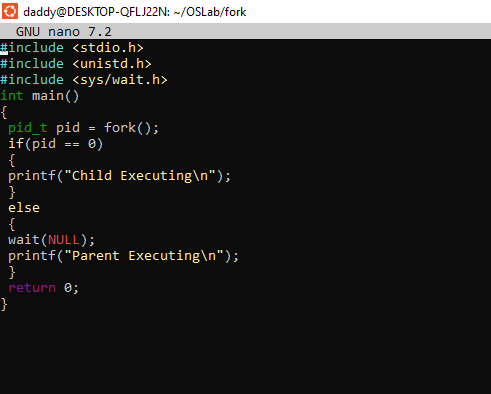 daddy@DESKTOP-QFLJ22N: ~/OSLab/fork
GNU nano 7.2
#include <stdio.h>
#include <unistd.h>
#include <sys/wait.h>
int main()
{
 pid_t pid = fork();
 if(pid == 0)
 {
 printf("Child Executing\n");
 }
 else
 {
 wait(NULL);
 printf("Parent Executing\n");
 }
 return 0;
}